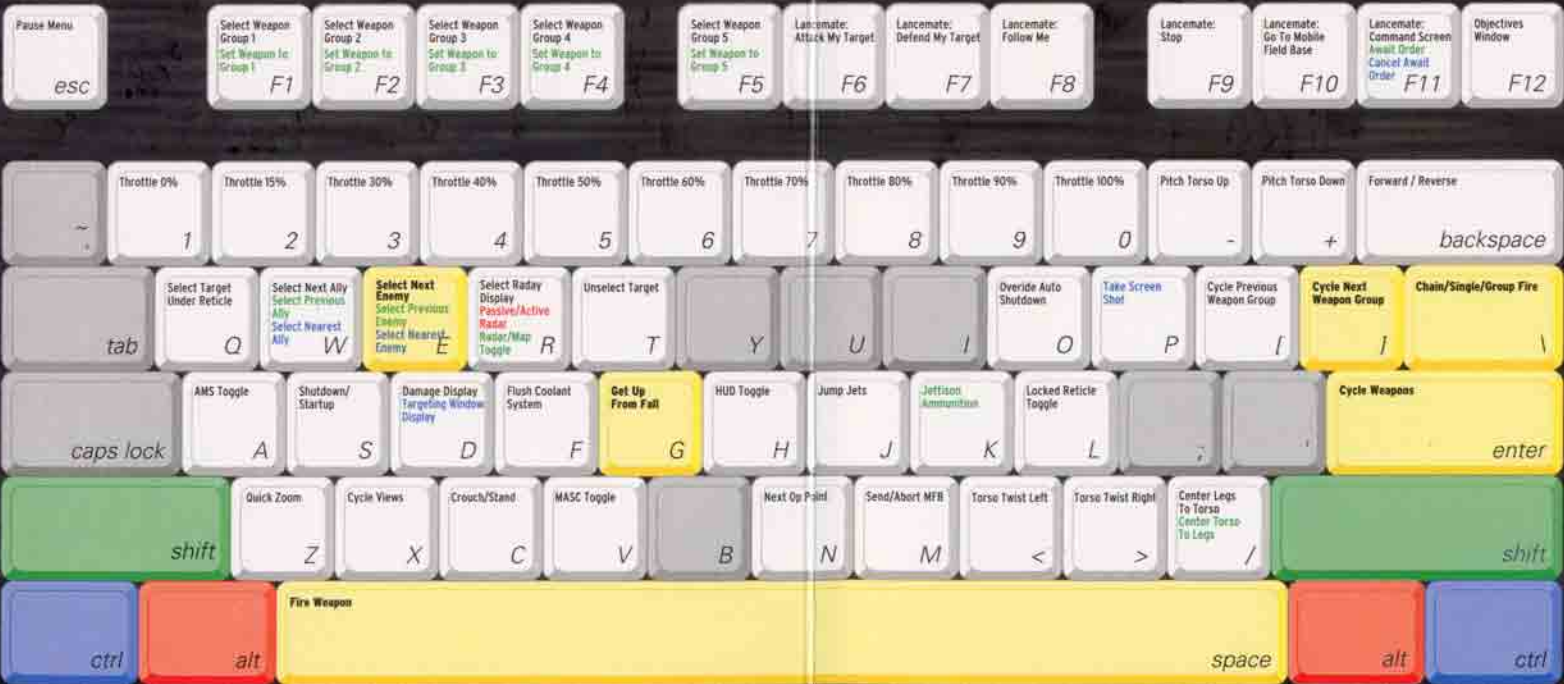 Pause Menu
esc
Select Weapon
Group 1
Set Weapon to
Group 1
F1
Select Weapon
Group 2
Set Weapon to
Group 2
F2
Select Weapon
Group 3
Set Weapon to
Group 3
F3
Select Weapon
Group 4
Set Weapon to
Group 4
F4
Select Weapon
Group 5
Set Weapon to
Group 5
F5
Lancemate:
Attack My Target
F6
Lancemate:
Defend My Target
F7
Lancemate:
Follow Me
F8
Lancemate:
Stop
F9
Lancemate:
Go To Mobile
Field Base
F10
Lancemate:
Command Screen
Await Order
Cancel Await
Order
F11
Objectives
Window
F12
~
Throttle 0%
1
Throttle 15%
2
Throttle 30%
3
Throttle 40%
4
Throttle 50%
5
Throttle 60%
6
Throttle 70%
7
Throttle 80%
8
Throttle 90%
9
Throttle 100%
0
Pitch Torso Up
-
Pitch Torso Down
+
Forward / Reverse
backspace
tab
Select Target
Under Reticle
Q
Select Next Ally
Select Previous
Ally
Select Nearest
Ally
W
Select Next
Enemy
Select Previous
Enemy
Select Nearest
Enemy
E
Select Raday
Display
Passive/Active
Radar
Radar/Map
Toggle
R
Unselect Target
T
Y
U
I
Overide Auto
Shutdown
O
Take Screen
Shot
P
Cycle Previous
Weapon Group
[
Cycle Next
Weapon Group
]
Chain/Single/Group Fire
\
caps lock
AMS Toggle
A
Shutdown/
Startup
S
Damage Display
Targeting Window
Display
D
Flush Coolant
System
F
Get Up
From Fall
G
HUD Toggle
H
Jump Jets
J
Jettison
Ammunition
K
Locked Reticle
Toggle
L
;
'
Cycle Weapons
enter
shift
Quick Zoom
Z
Cycle Views
X
Crouch/Stand
C
MASC Toggle
V
B
Next Op Point
N
Send/Abort MFB
M
Torso Twist Left
<
Torso Twist Right
>
Center Legs
To Torso
Center Torso
To Legs
/
shift
ctrl
alt
Fire Weapon
space
alt
ctrl